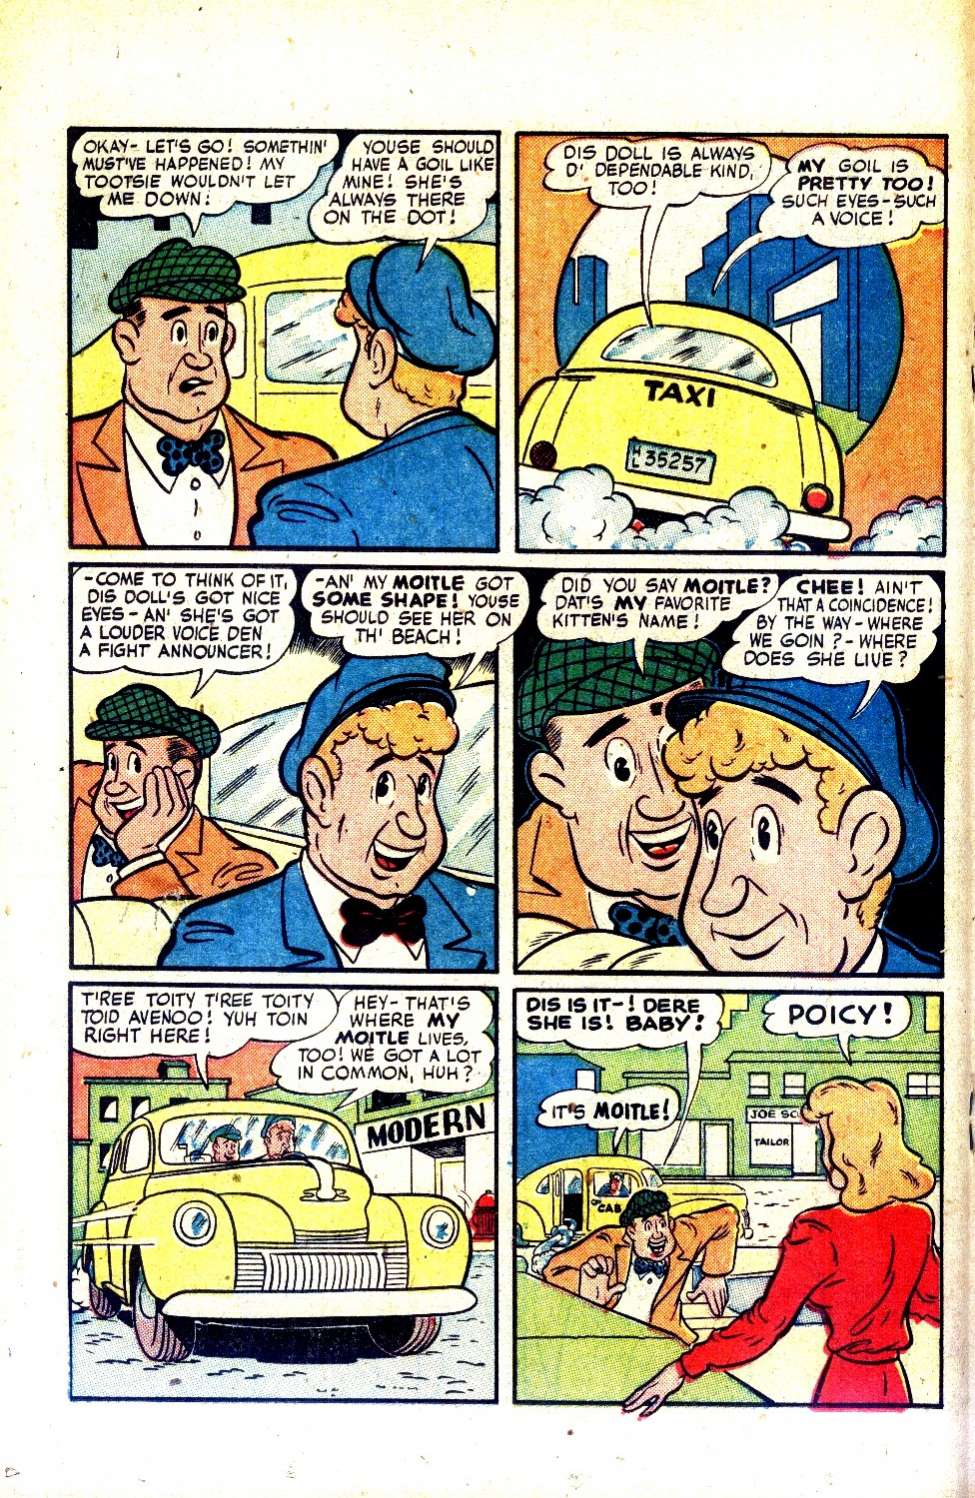 OKAY- LET'S GO! SOMETHIN'
MUST'VE HAPPENED! MY
TOOTSIE WOULDN'T LET
ME DOWN!
YOUSE SHOULD
HAVE A GOIL LIKE
MINE! SHE'S
ALWAYS THERE
ON THE DOT!
DIS DOLL IS ALWAYS
D' DEPENDABLE KIND,
TOO!
MY GOIL IS
PRETTY TOO!
SUCH EYES-SUCH
A VOICE!
TAXI
35257
-COME TO THINK OF IT,
DIS DOLL'S GOT NICE
EYES- AN' SHE'S GOT
A LOUDER VOICE DEN
A FIGHT ANNOUNCER!
-AN' MY MOITLE GOT
SOME SHAPE! YOUSE
SHOULD SEE HER ON
TH' BEACH!
DID YOU SAY MOITLE?
DAT'S MY FAVORITE
KITTEN'S NAME!
CHEE! AIN'T
THAT A COINCIDENCE!
BY THE WAY-WHERE
WE GOIN?-WHERE
DOES SHE LIVE?
T'REE TOITY T'REE TOITY
TOID AVENOO! YUH TOIN
RIGHT HERE!
HEY- THAT'S
WHERE MY
MOITLE LIVES,
TOO! WE GOT A LOT
IN COMMON, HUH?
MODERN
DIS IS IT-! DERE
SHE IS! BABY!
POICY!
IT'S MOITLE!
JOE
TAILOR
CAB